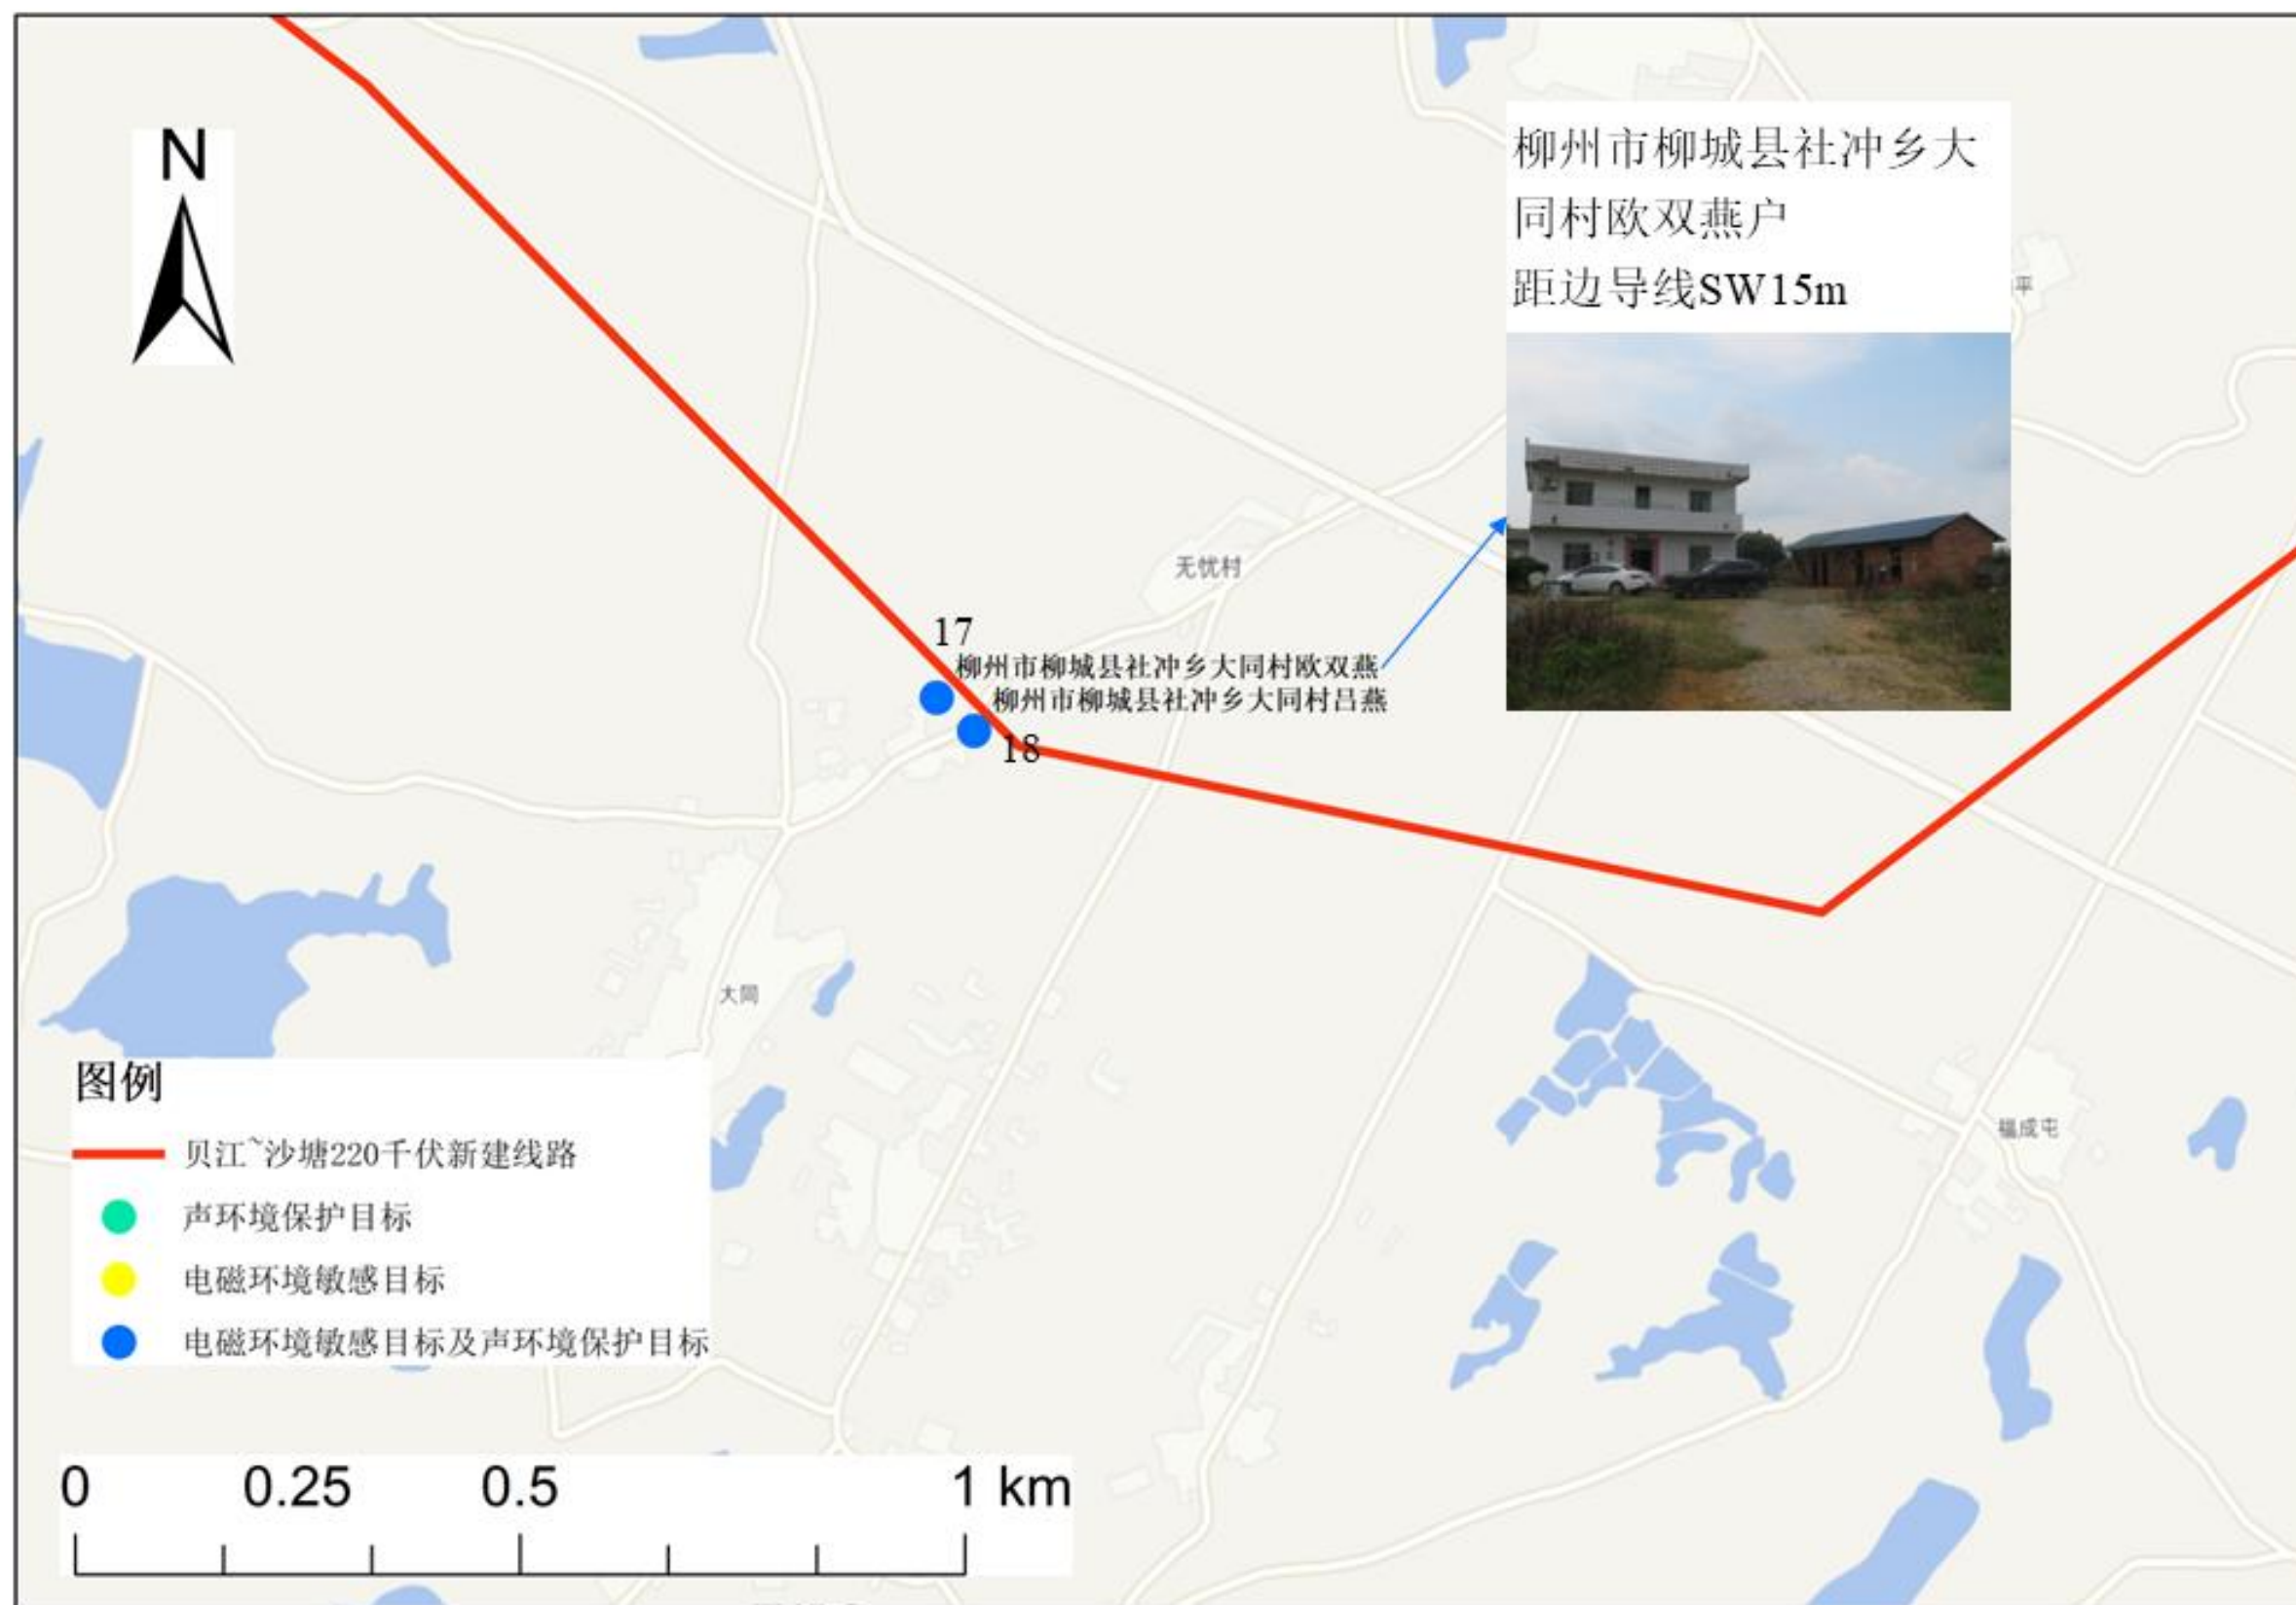 N
柳州市柳城县社冲乡大
同村欧双燕户
距边导线SW15m
平
无忧村
17
柳州市柳城县社冲乡大同村欧双燕
柳州市柳城县社冲乡大同村吕燕
18
大同
福成屯
图例
贝江~沙塘220千伏新建线路
声环境保护目标
电磁环境敏感目标
电磁环境敏感目标及声环境保护目标
0 0.25 0.5 1 km